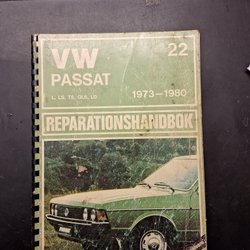 VW
22
PASSAT
L, LS, TS, GLS, LD
1973-1980
REPARATIONSHANDBOK